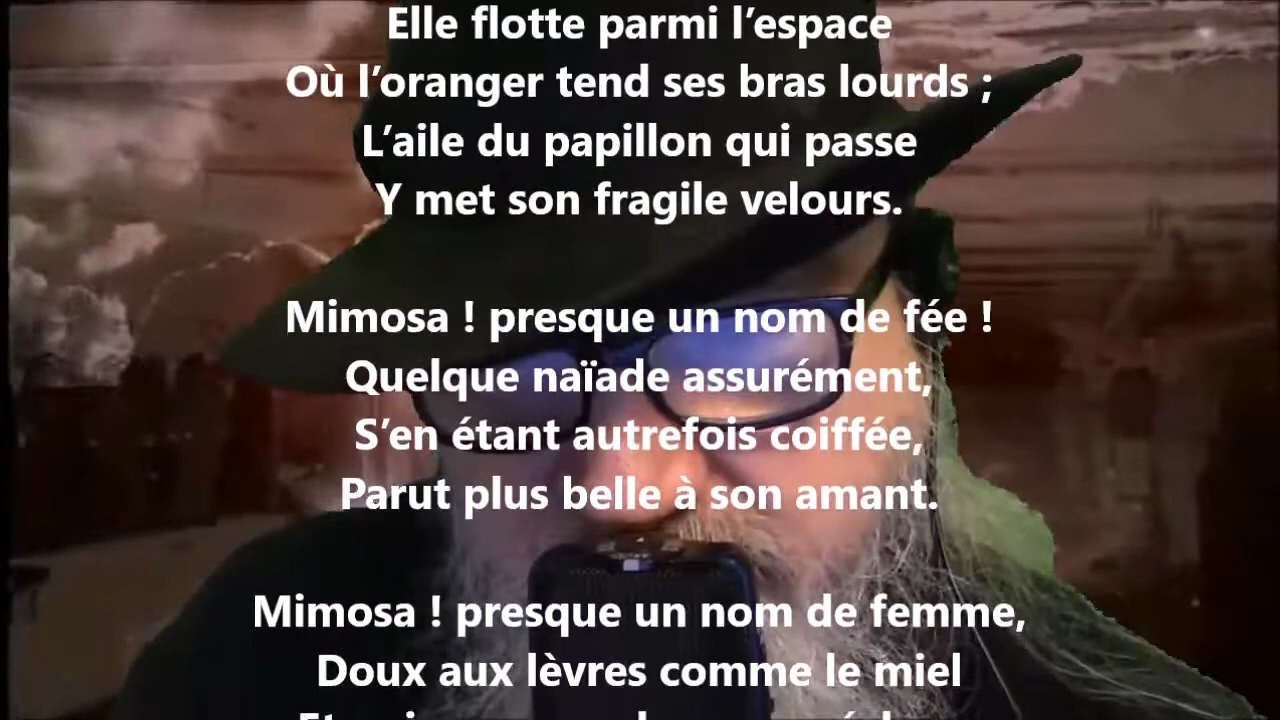 Elle flotte parmi l’espace
Où l’oranger tend ses bras lourds ;
L’aile du papillon qui passe
Y met son fragile velours.
Mimosa ! presque un nom de fée !
Quelque naïade assurément,
S’en étant autrefois coiffée,
Parut plus belle à son amant.
Mimosa ! presque un nom de femme,
Doux aux lèvres comme le miel